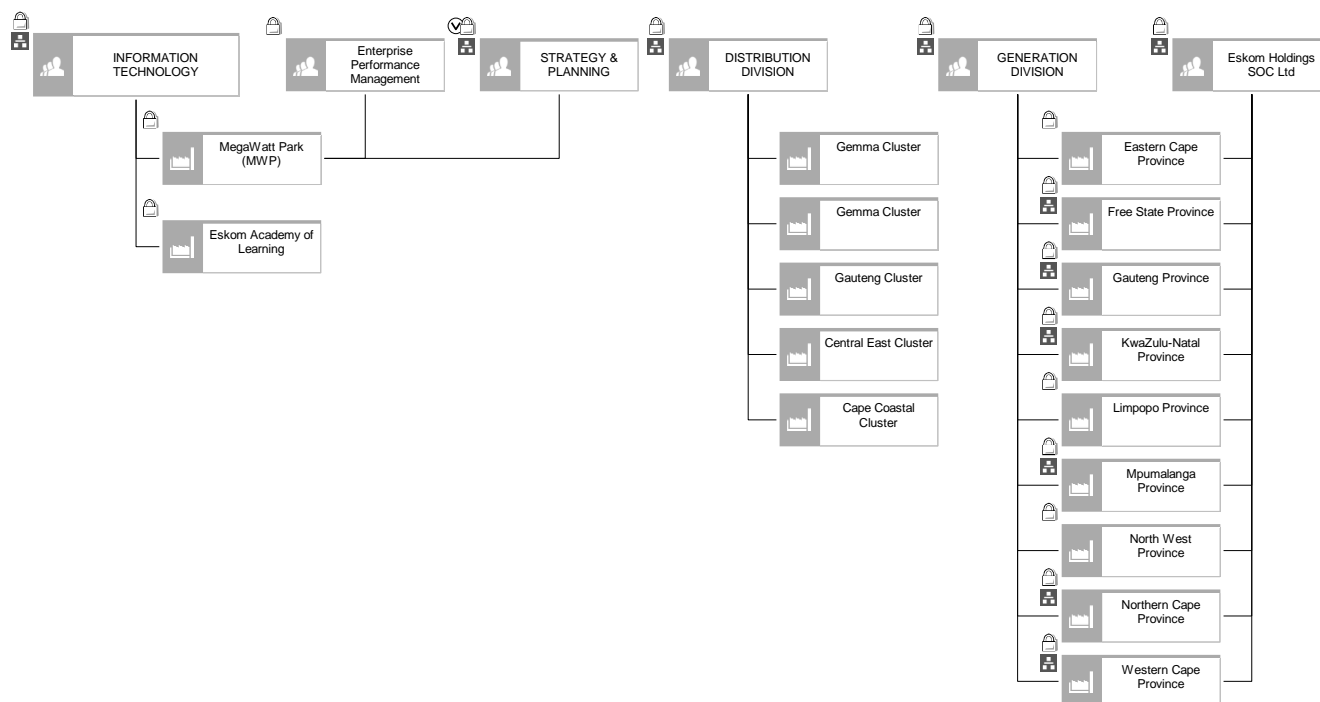 INFORMATION
TECHNOLOGY
Enterprise
Performance
Management
STRATEGY &
PLANNING
DISTRIBUTION
DIVISION
GENERATION
DIVISION
Eskom Holdings
SOC Ltd
MegaWatt Park
(MWP)
Eskom Academy of
Learning
Gemma Cluster
Gemma Cluster
Gauteng Cluster
Central East Cluster
Cape Coastal
Cluster
Eastern Cape
Province
Free State Province
Gauteng Province
KwaZulu-Natal
Province
Limpopo Province
Mpumalanga
Province
North West
Province
Northern Cape
Province
Western Cape
Province